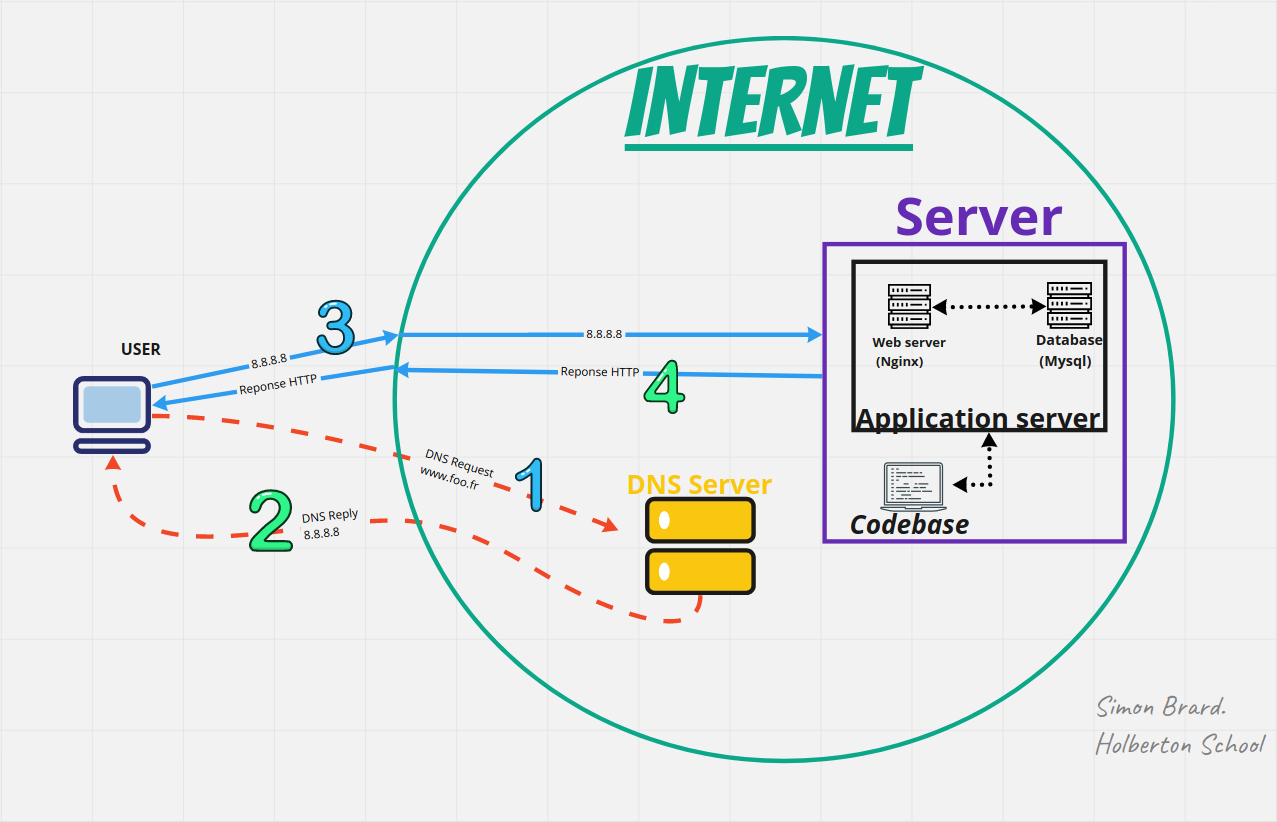 INTERNET
Server
Web server
(Nginx)
Database
(Mysql)
Application server
Codebase
USER
3
8.8.8.8
8.8.8.8
Reponse HTTP
Reponse HTTP
4
DNS Request
www.foo.fr
1
DNS Server
2
DNS Reply
8.8.8.8
Simon Brard.
Holberton School